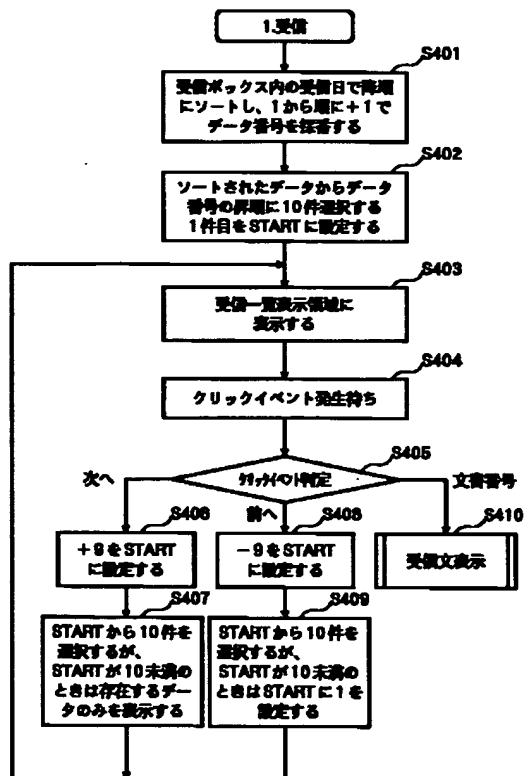 1.受信
S401
受信ボックス内の受信日で降順
にソートし、1から順に+1で
データ番号を採番する
S402
ソートされたデータからデータ
番号の昇順に10件選択する
1件目をSTARTに設定する
S403
受信一覧表示領域に
表示する
S404
クリックイベント発生待ち
S405
クリックイベント判定
次へ
前へ
文書番号
S406
+9をSTART
に設定する
S408
-9をSTART
に設定する
S410
受信文表示
S407
STARTから10件を
選択するが、
STARTが10未満の
ときは存在するデー
タのみを表示する
S409
STARTから10件を
選択するが、
STARTが10未満の
ときはSTARTに1を
設定する